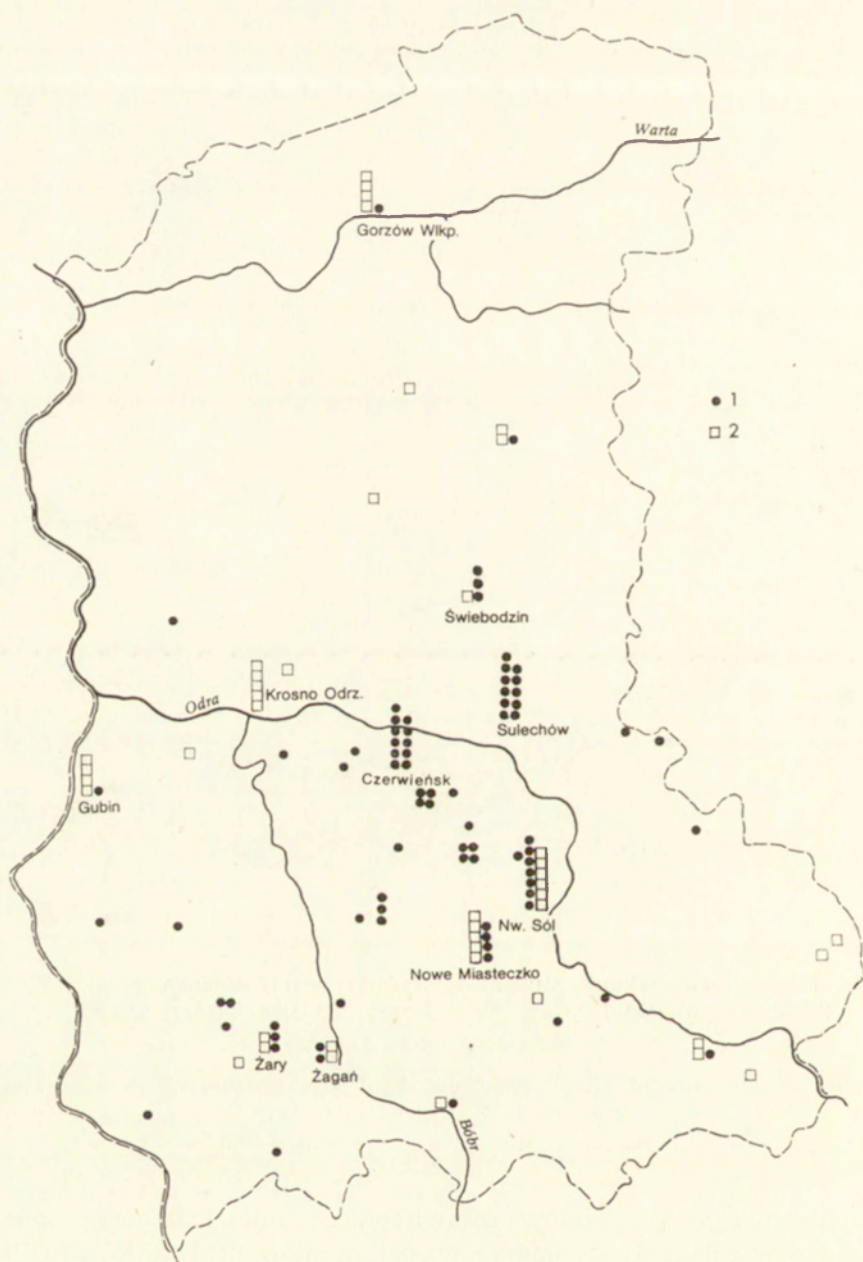 Warta
Gorzów Wlkp.
● 1
□ 2
Świebodzin
Krosno Odrz.
Odra
Sulechów
Czerwieńsk
Gubin
Nw. Sól
Nowe Miasteczko
Żary
Żagań
Bóbr